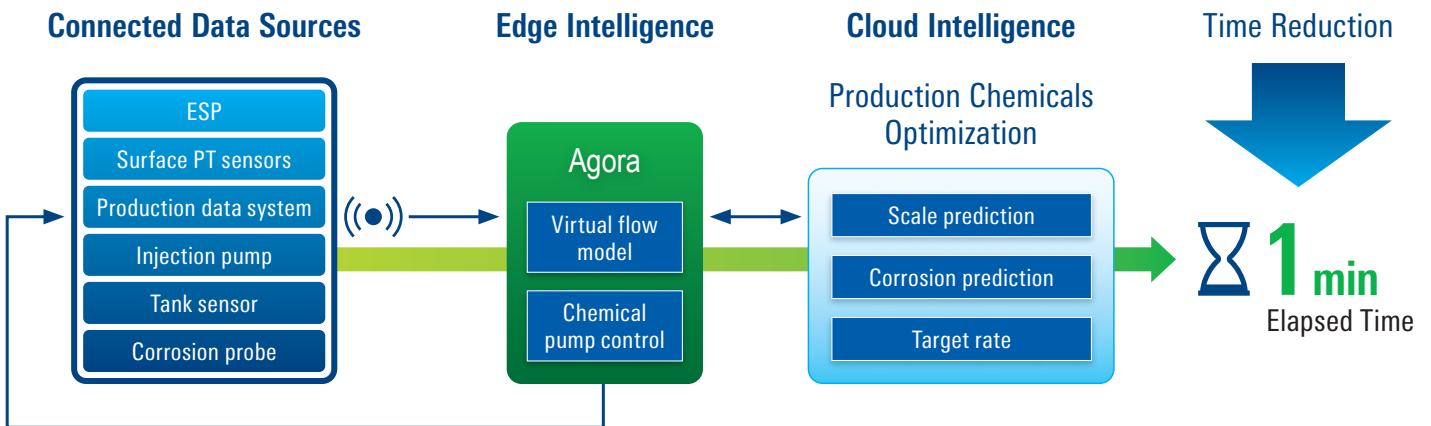 Connected Data Sources
ESP
Surface PT sensors
Production data system
Injection pump
Tank sensor
Corrosion probe
Edge Intelligence
Agora
Virtual flow
model
Chemical
pump control
Cloud Intelligence
Production Chemicals
Optimization
Scale prediction
Corrosion prediction
Target rate
Time Reduction
1 min
Elapsed Time